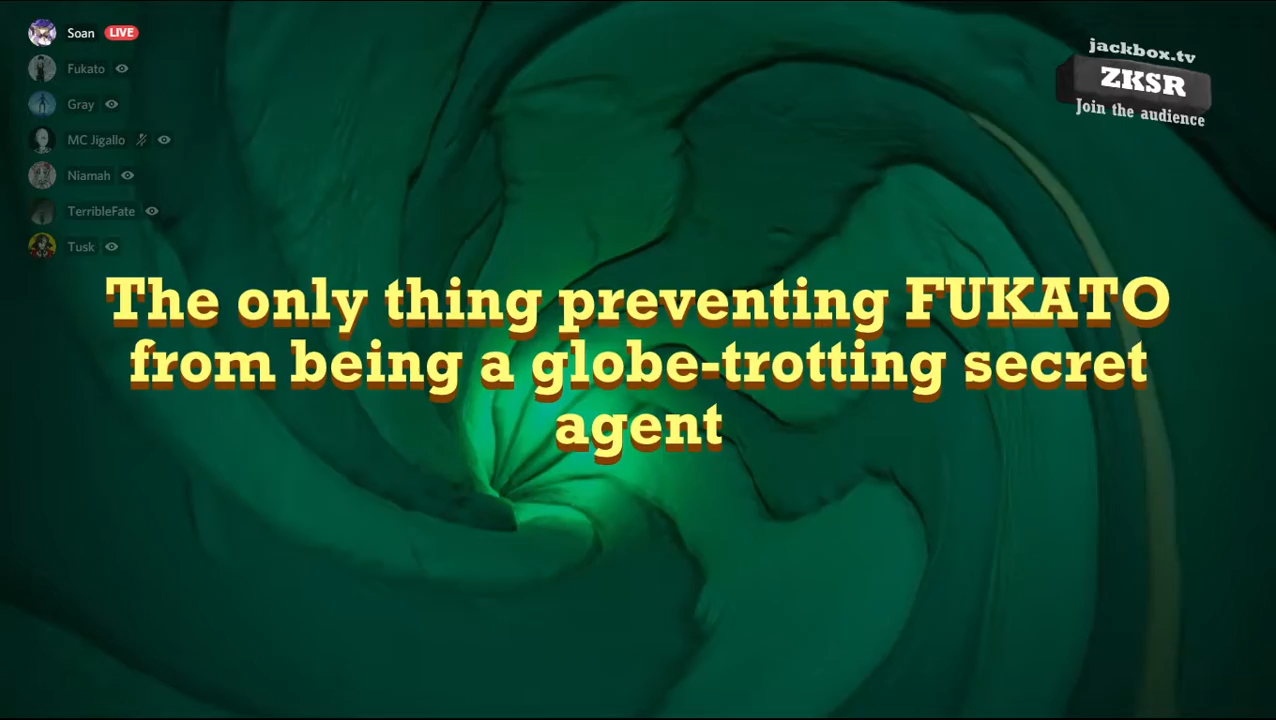 Soan LIVE
Fukato
Gray
MC Jigallo
Niamah
TerribleFate
Tusk
jackbox.tv
ZKSR
Join the audience
The only thing preventing FUKATO
from being a globe-trotting secret
agent